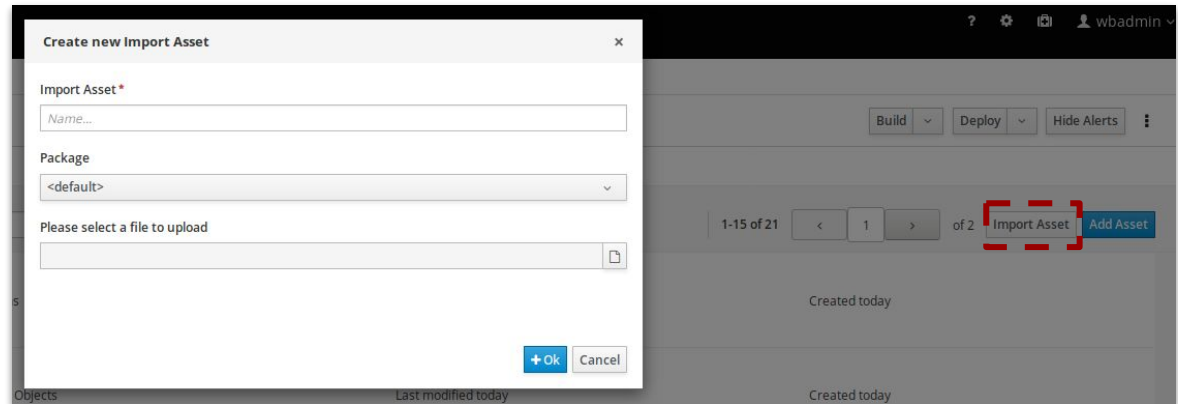 ? wbadmin
Create new Import Asset ×
Import Asset*
Name...
Build Deploy Hide Alerts
Package
<default>
Please select a file to upload
1-15 of 21 < 1 > of 2 Import Asset Add Asset
s Created today
+ Ok Cancel
Objects Last modified today Created today